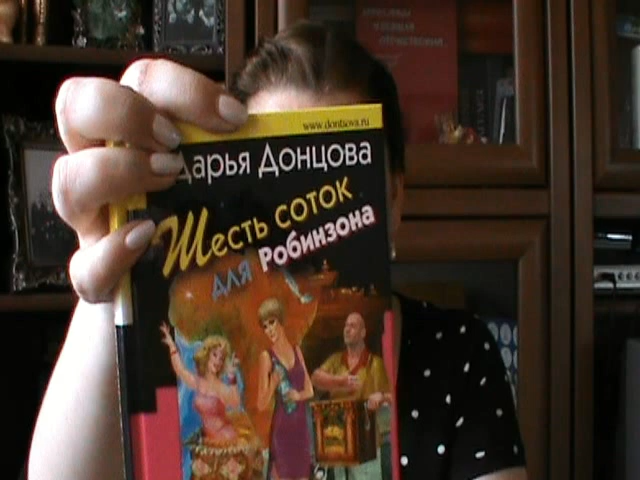 www.dontsova.ru
Дарья Донцова
Шесть соток
для Робинзона